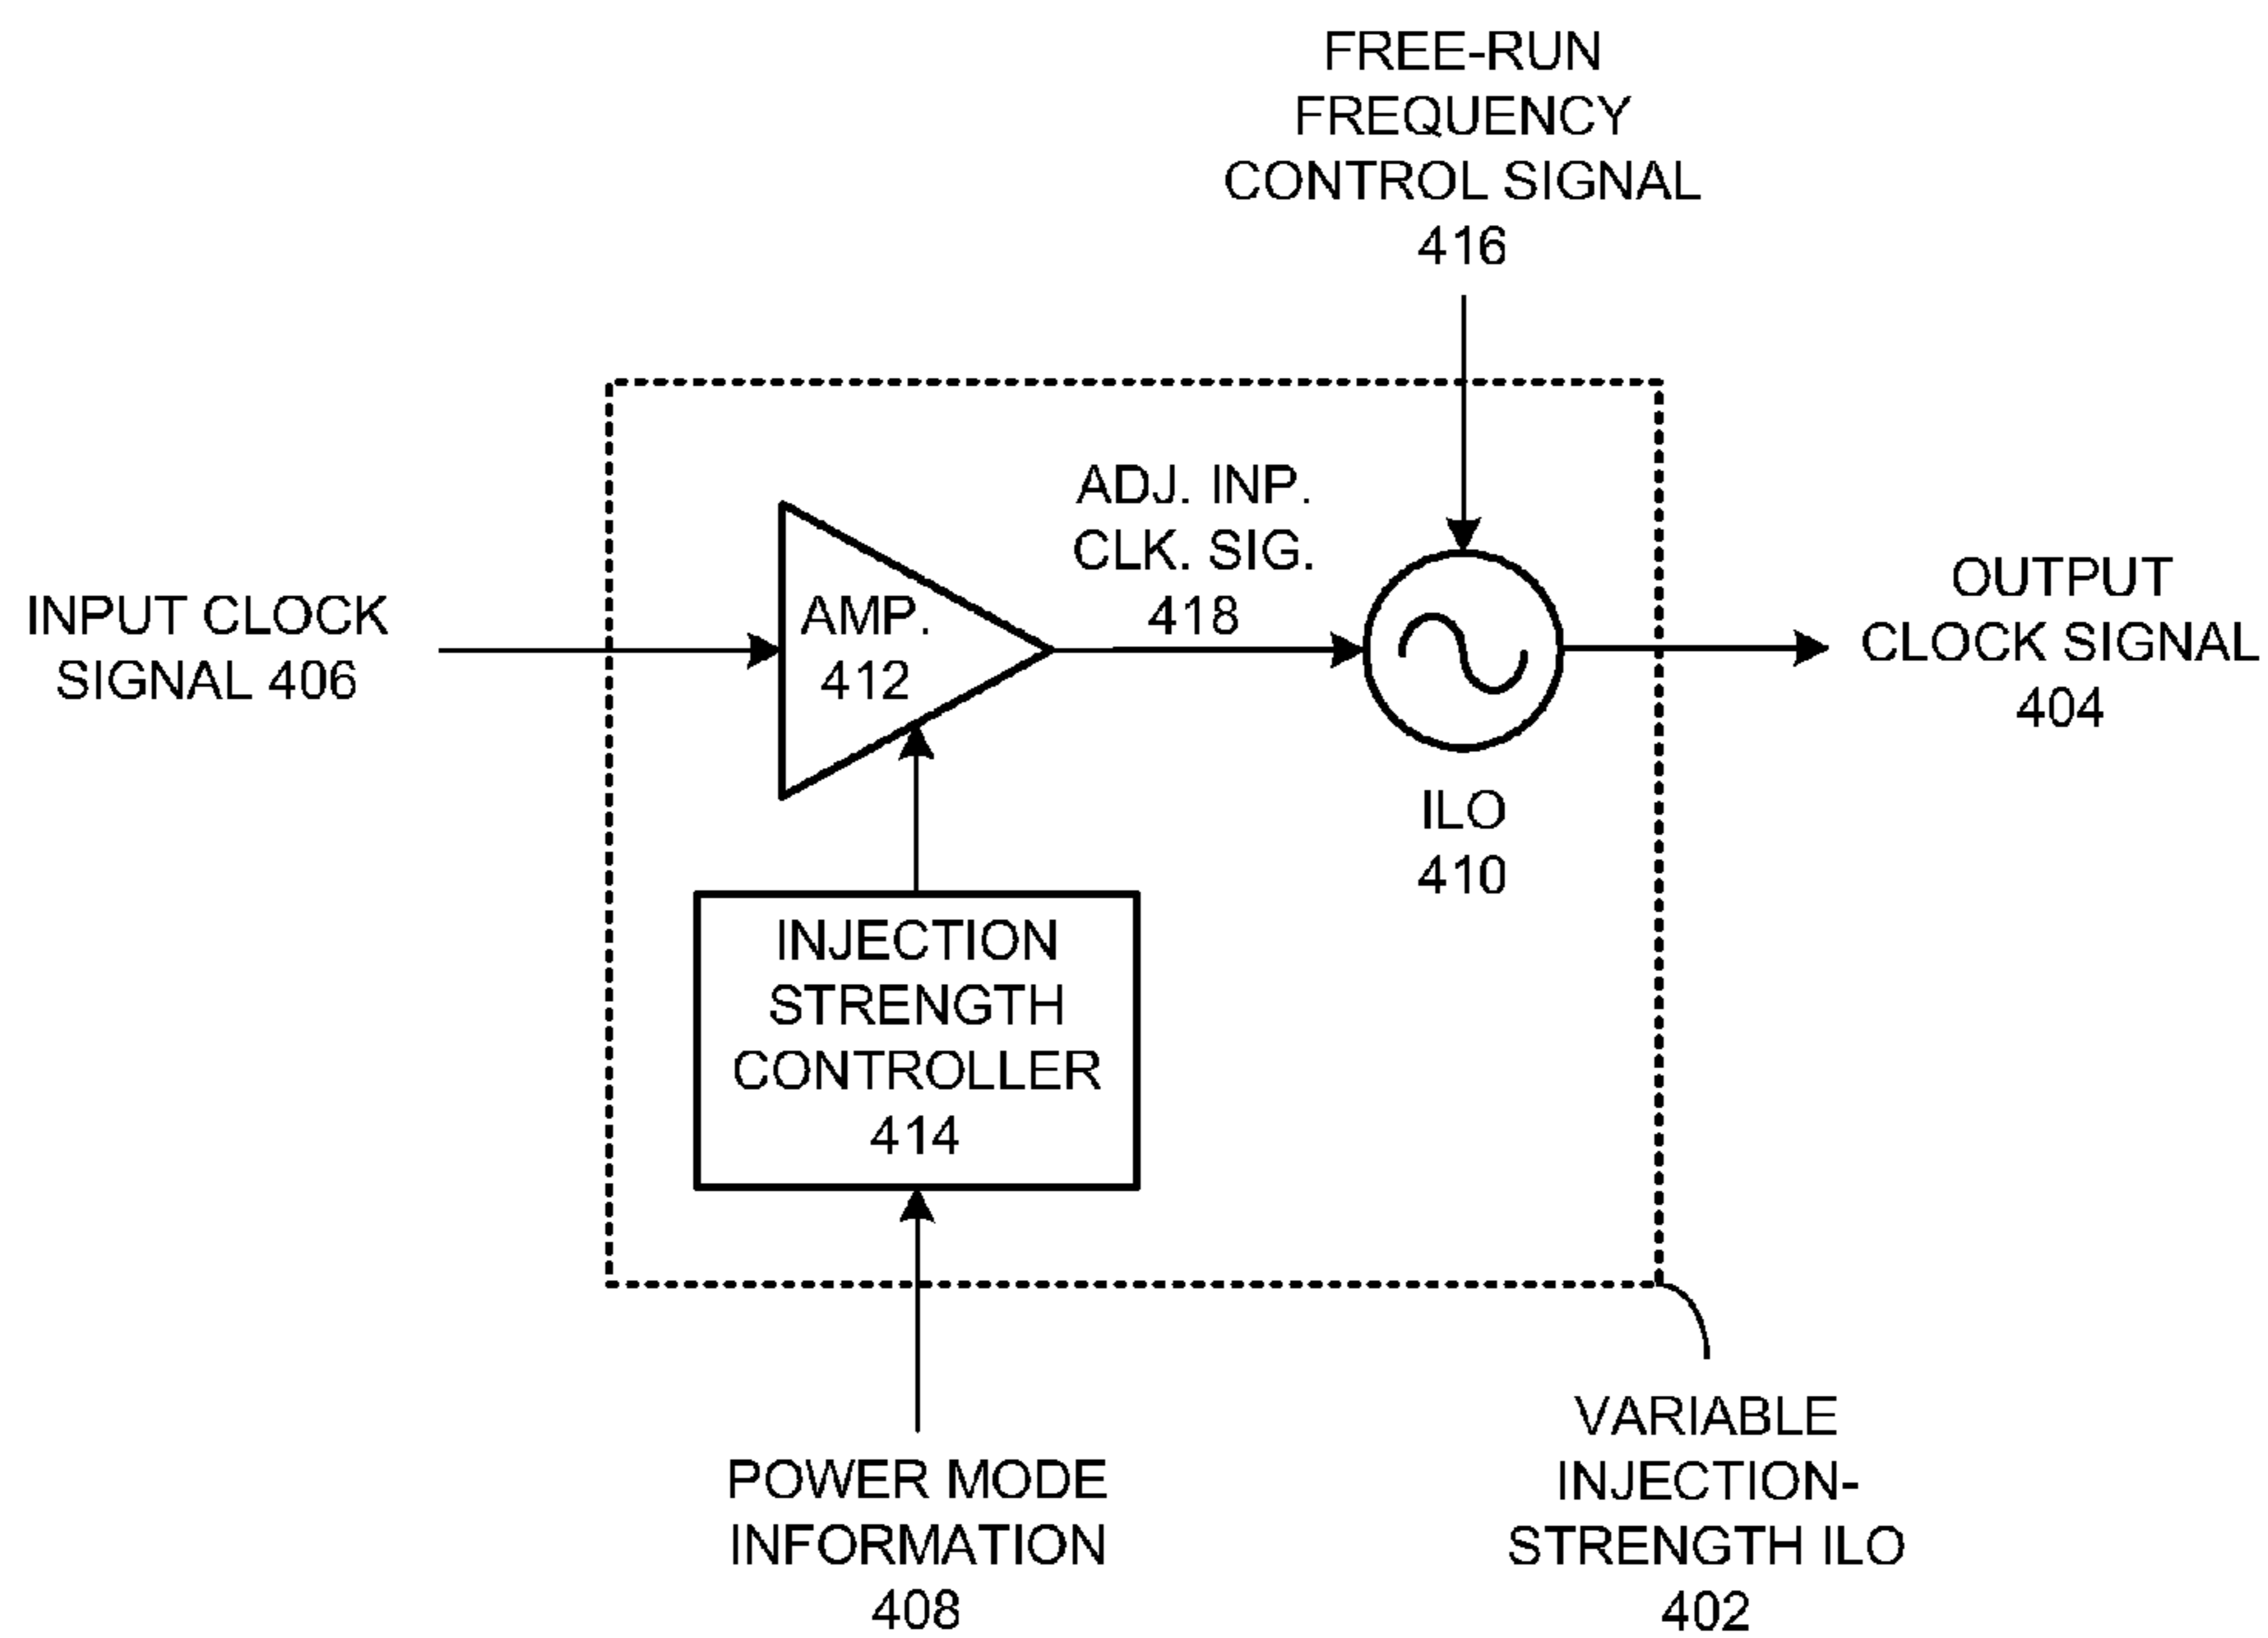 FREE-RUN
FREQUENCY
CONTROL SIGNAL
416
ADJ. INP.
CLK. SIG.
418
INPUT CLOCK
SIGNAL 406
AMP.
412
OUTPUT
CLOCK SIGNAL
404
ILO
410
INJECTION
STRENGTH
CONTROLLER
414
POWER MODE
INFORMATION
408
VARIABLE
INJECTION-
STRENGTH ILO
402